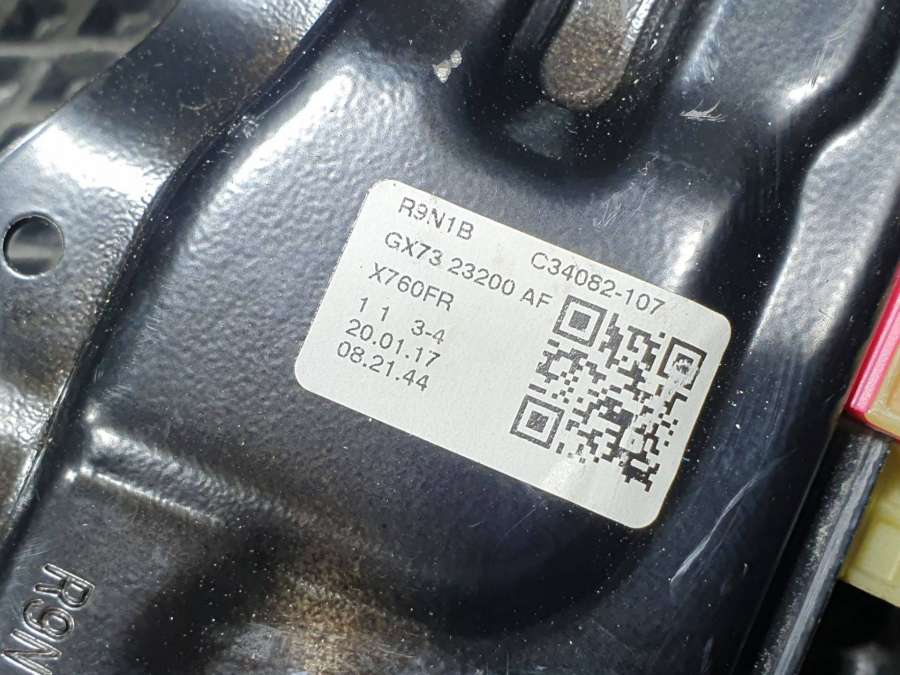 R9N1B C34082-107
GX73 23200 AF
X760FR
1 1 3-4
20.01.17
08.21.44
R9N